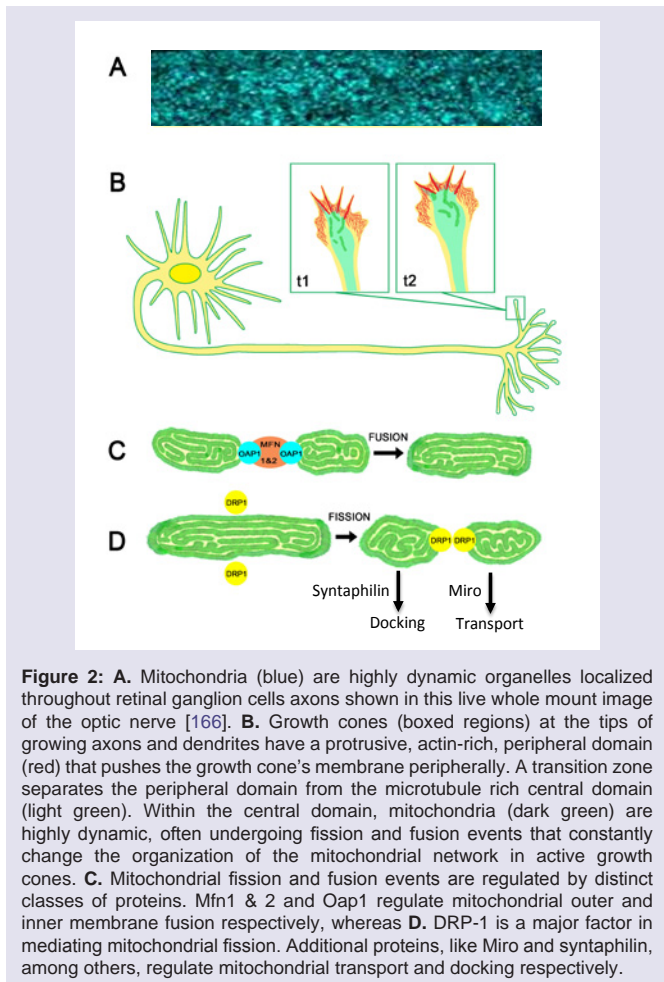 A
B
t1
t2
C
OAP1
MFN
1&2
OAP1
FUSION
D
DRP1
DRP1
FISSION
DRP1
DRP1
Syntaphilin
Miro
Docking
Transport
Figure 2: A. Mitochondria (blue) are highly dynamic organelles localized
throughout retinal ganglion cells axons shown in this live whole mount image
of the optic nerve [166]. B. Growth cones (boxed regions) at the tips of
growing axons and dendrites have a protrusive, actin-rich, peripheral domain
(red) that pushes the growth cone's membrane peripherally. A transition zone
separates the peripheral domain from the microtubule rich central domain
(light green). Within the central domain, mitochondria (dark green) are
highly dynamic, often undergoing fission and fusion events that constantly
change the organization of the mitochondrial network in active growth
cones. C. Mitochondrial fission and fusion events are regulated by distinct
classes of proteins. Mfn1 & 2 and Oap1 regulate mitochondrial outer and
inner membrane fusion respectively, whereas D. DRP-1 is a major factor in
mediating mitochondrial fission. Additional proteins, like Miro and syntaphilin,
among others, regulate mitochondrial transport and docking respectively.